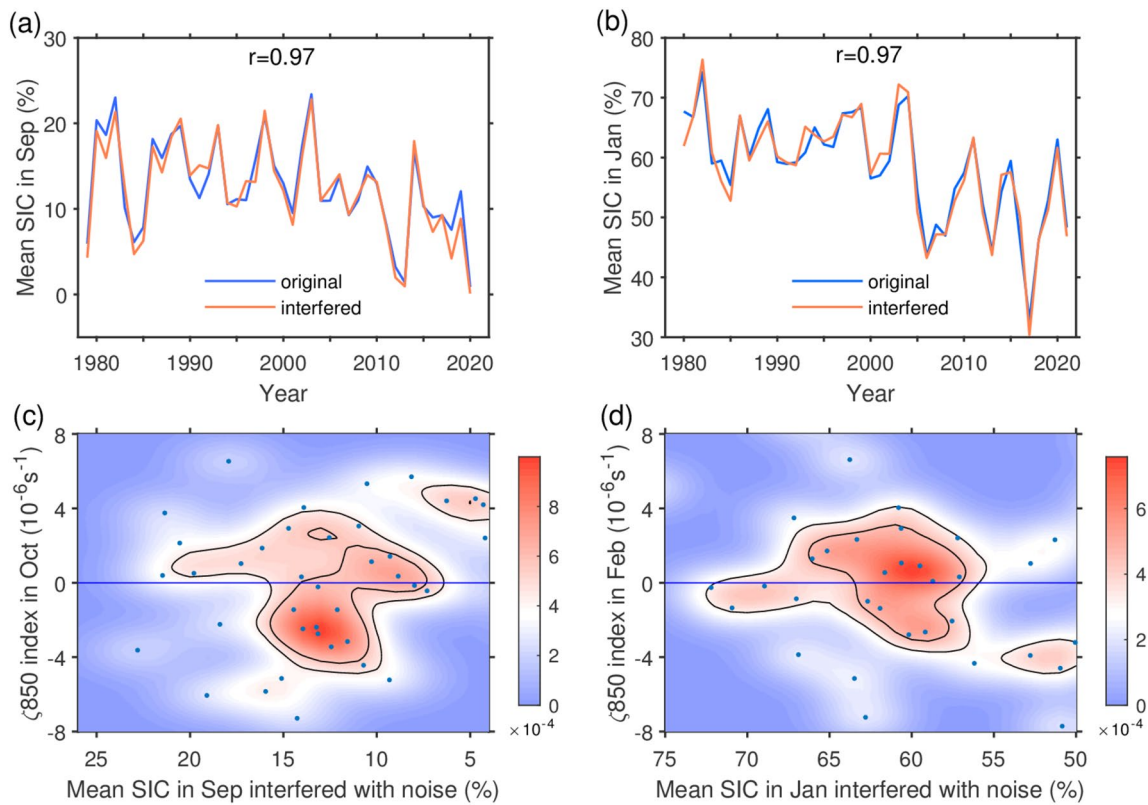 (a)
r=0.97
Mean SIC in Sep (%)
30
20
10
0
original
interfered
1980 1990 2000 2010 2020
Year
(b)
r=0.97
Mean SIC in Jan (%)
80
70
60
50
40
30
original
interfered
1980 1990 2000 2010 2020
Year
(c)
ζ850 index in Oct (10⁻⁶s⁻¹)
8
4
0
-4
-8
25 20 15 10 5
Mean SIC in Sep interfered with noise (%)
8
6
4
2
0
×10⁻⁴
(d)
ζ850 index in Feb (10⁻⁶s⁻¹)
8
4
0
-4
-8
75 70 65 60 55 50
Mean SIC in Jan interfered with noise (%)
6
4
2
0
×10⁻⁴